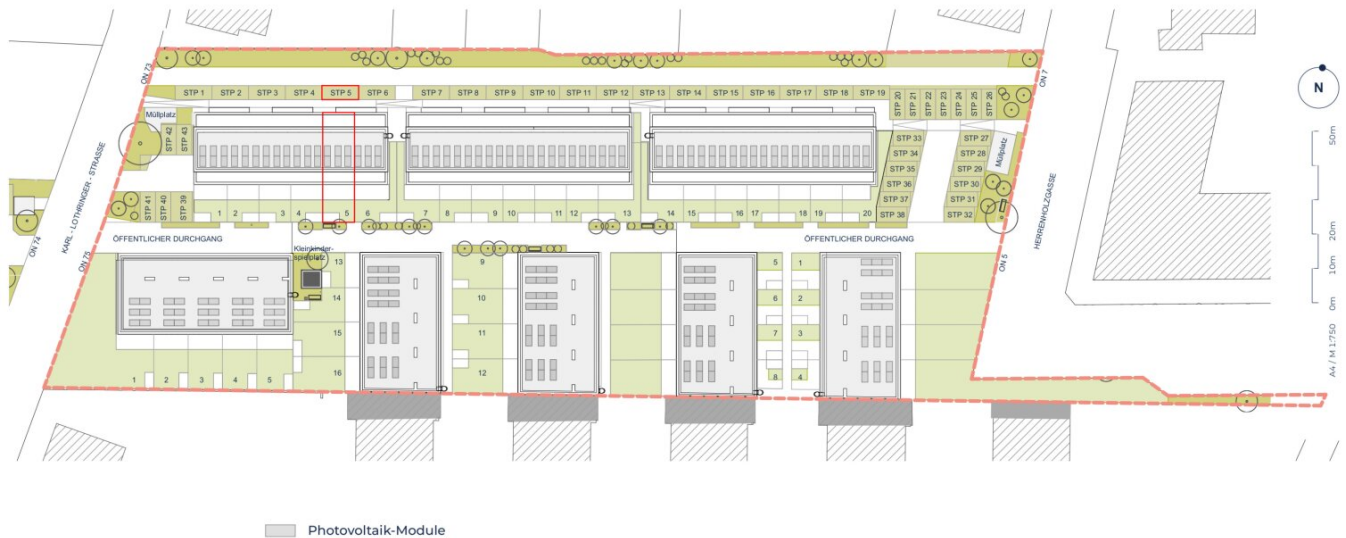 ON 73
ON 7
STP 1
STP 2
STP 3
STP 4
STP 5
STP 6
STP 7
STP 8
STP 9
STP 10
STP 11
STP 12
STP 13
STP 14
STP 15
STP 16
STP 17
STP 18
STP 19
STP 20
STP 21
STP 22
STP 23
STP 24
STP 25
STP 26
N
Müllplatz
STP 42
STP 43
STP 33
STP 34
STP 35
STP 36
STP 37
STP 38
STP 27
STP 28
STP 29
STP 30
STP 31
STP 32
Müllplatz
STP 41
STP 40
STP 39
KARL - LOTHRINGER - STRASSE
HERRENHOLZGASSE
ON 74
ON 75
ON 5
1
2
3
4
5
6
7
8
9
10
11
12
13
14
15
16
17
18
19
20
ÖFFENTLICHER DURCHGANG
ÖFFENTLICHER DURCHGANG
Kleinkinder-
spielplatz
13
14
15
16
9
10
11
12
5
6
7
8
1
2
3
4
1
2
3
4
5
50m
20m
10m
0m
A4 / M 1:750
Photovoltaik-Module